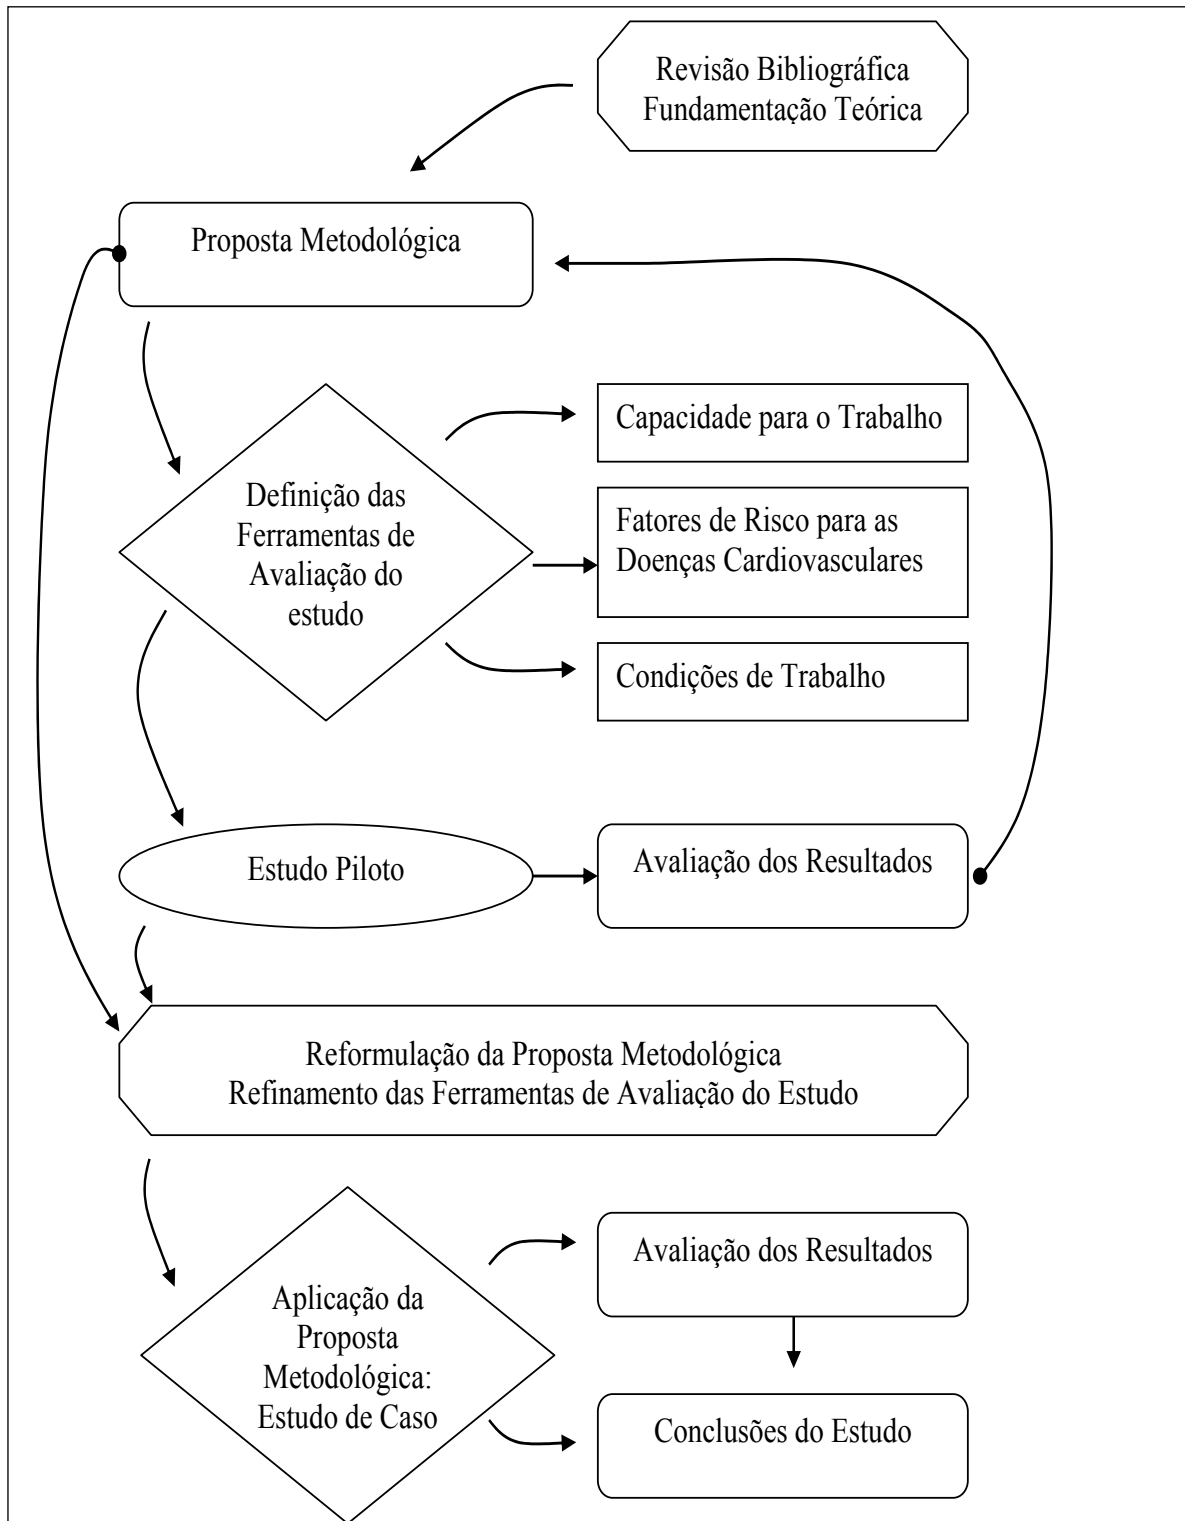 Revisão Bibliográfica
Fundamentação Teórica
Proposta Metodológica
Capacidade para o Trabalho
Definição das
Ferramentas de
Avaliação do
estudo
Fatores de Risco para as
Doenças Cardiovasculares
Condições de Trabalho
Estudo Piloto
Avaliação dos Resultados
Reformulação da Proposta Metodológica
Refinamento das Ferramentas de Avaliação do Estudo
Aplicação da
Proposta
Metodológica:
Estudo de Caso
Avaliação dos Resultados
Conclusões do Estudo